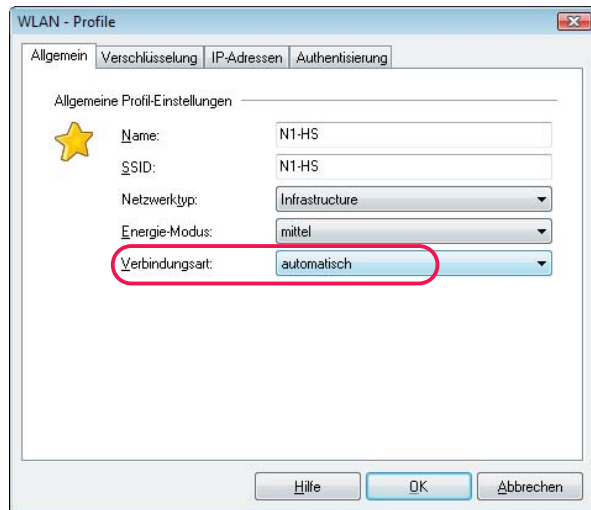 WLAN - Profile
Allgemein Verschlüsselung IP-Adressen Authentisierung
Allgemeine Profil-Einstellungen
Name: N1-HS
SSID: N1-HS
Netzwerktyp: Infrastructure
Energie-Modus: mittel
Verbindungsart: automatisch
Hilfe OK Abbrechen